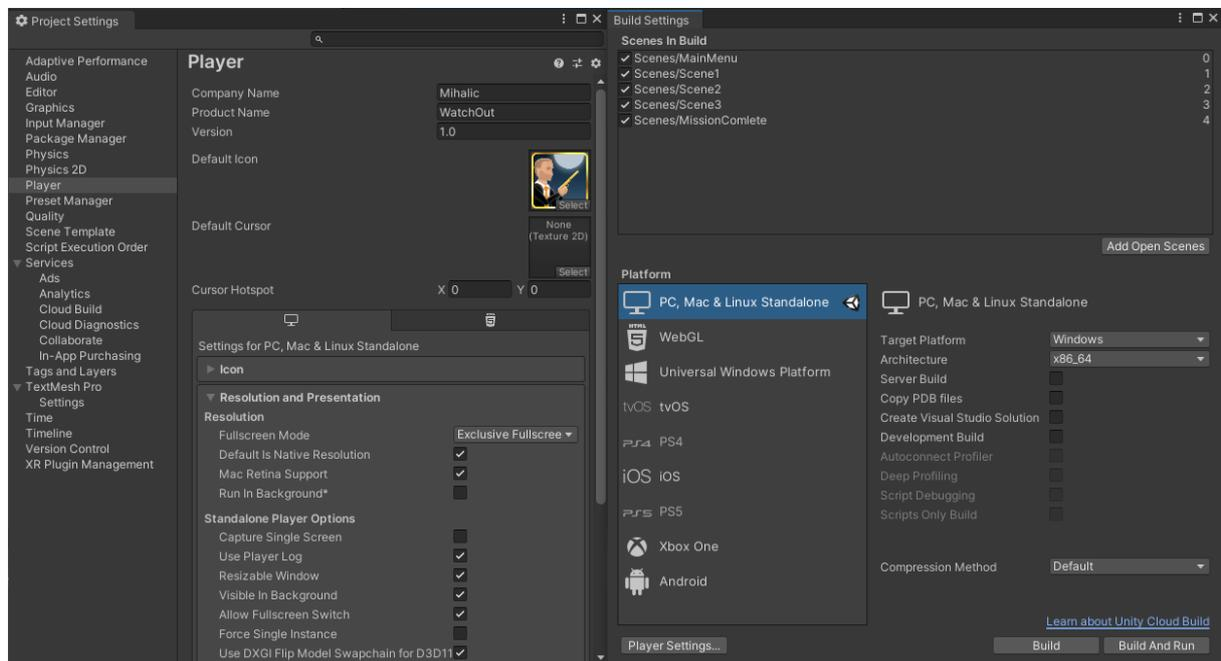 Project Settings
Adaptive Performance
Audio
Editor
Graphics
Input Manager
Package Manager
Physics
Physics 2D
Player
Preset Manager
Quality
Scene Template
Script Execution Order
Services
Ads
Analytics
Cloud Build
Cloud Diagnostics
Collaborate
In-App Purchasing
Tags and Layers
TextMesh Pro
Settings
Time
Timeline
Version Control
XR Plugin Management
Player
Company Name Mihalic
Product Name WatchOut
Version 1.0
Default Icon
Select
Default Cursor
None
(Texture 2D)
Select
Cursor Hotspot X 0 Y 0
Settings for PC, Mac & Linux Standalone
Icon
Resolution and Presentation
Resolution
Fullscreen Mode Exclusive Fullscree
Default Is Native Resolution
Mac Retina Support
Run In Background*
Standalone Player Options
Capture Single Screen
Use Player Log
Resizable Window
Visible In Background
Allow Fullscreen Switch
Force Single Instance
Use DXGI Flip Model Swapchain for D3D11
Build Settings
Scenes In Build
Scenes/MainMenu 0
Scenes/Scene1 1
Scenes/Scene2 2
Scenes/Scene3 3
Scenes/MissionComlete 4
Add Open Scenes
Platform
PC, Mac & Linux Standalone
HTML
5 WebGL
Universal Windows Platform
tvOS tvOS
PS4 PS4
iOS iOS
PS5 PS5
Xbox One
Android
PC, Mac & Linux Standalone
Target Platform Windows
Architecture x86_64
Server Build
Copy PDB files
Create Visual Studio Solution
Development Build
Autoconnect Profiler
Deep Profiling
Script Debugging
Scripts Only Build
Compression Method Default
Learn about Unity Cloud Build
Player Settings... Build Build And Run